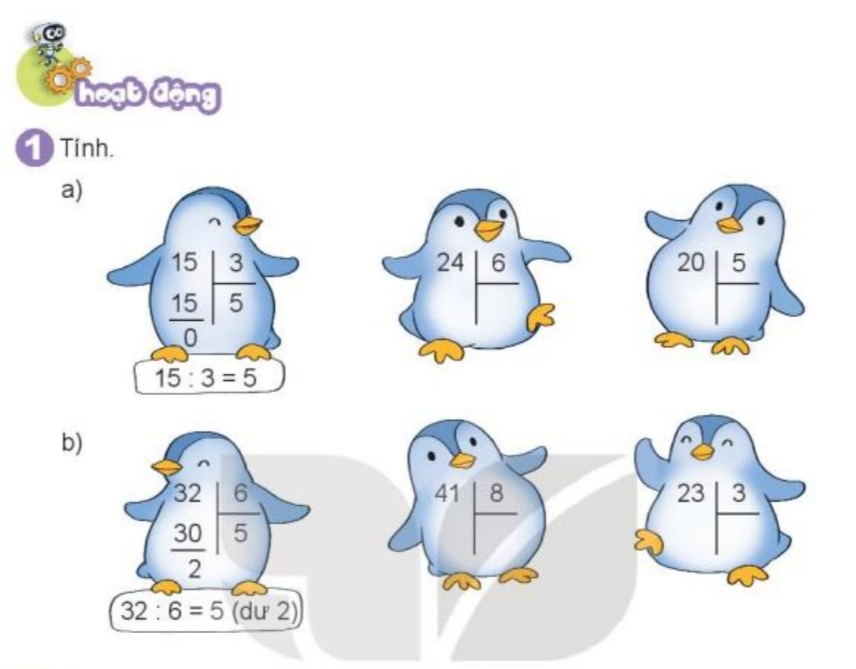 hoạt động
1 Tính.
a)
15 3
15 5
0
15 : 3 = 5
24 6
20 5
b)
32 6
30 5
2
32 : 6 = 5 (dư 2)
41 8
23 3